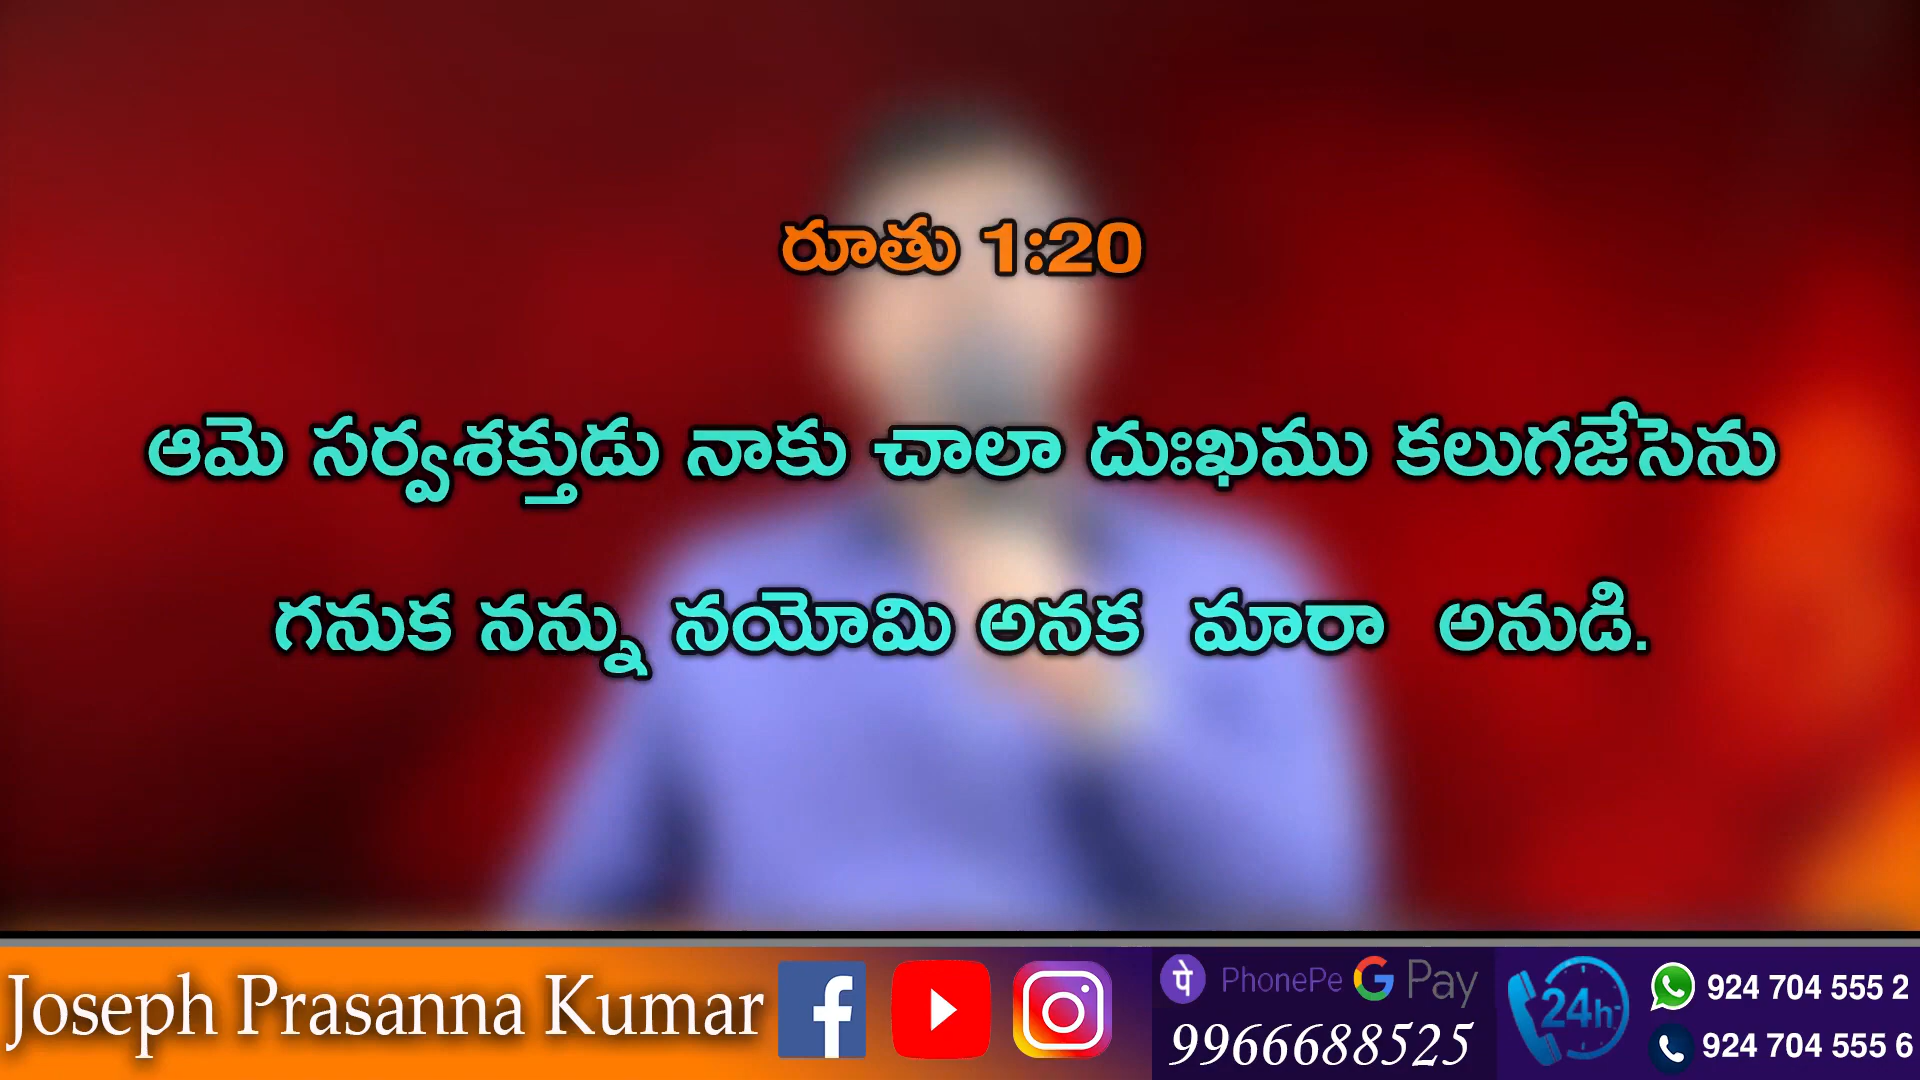 రూతు 1:20
ఆమె సర్వశక్తుడు నాకు చాలా దుఃఖము కలుగజేసెను
గనుక నన్ను నయోమి అనక మారా అనుడి.
Joseph Prasanna Kumar
PhonePe G Pay
9966688525
24h
924 704 555 2
924 704 555 6